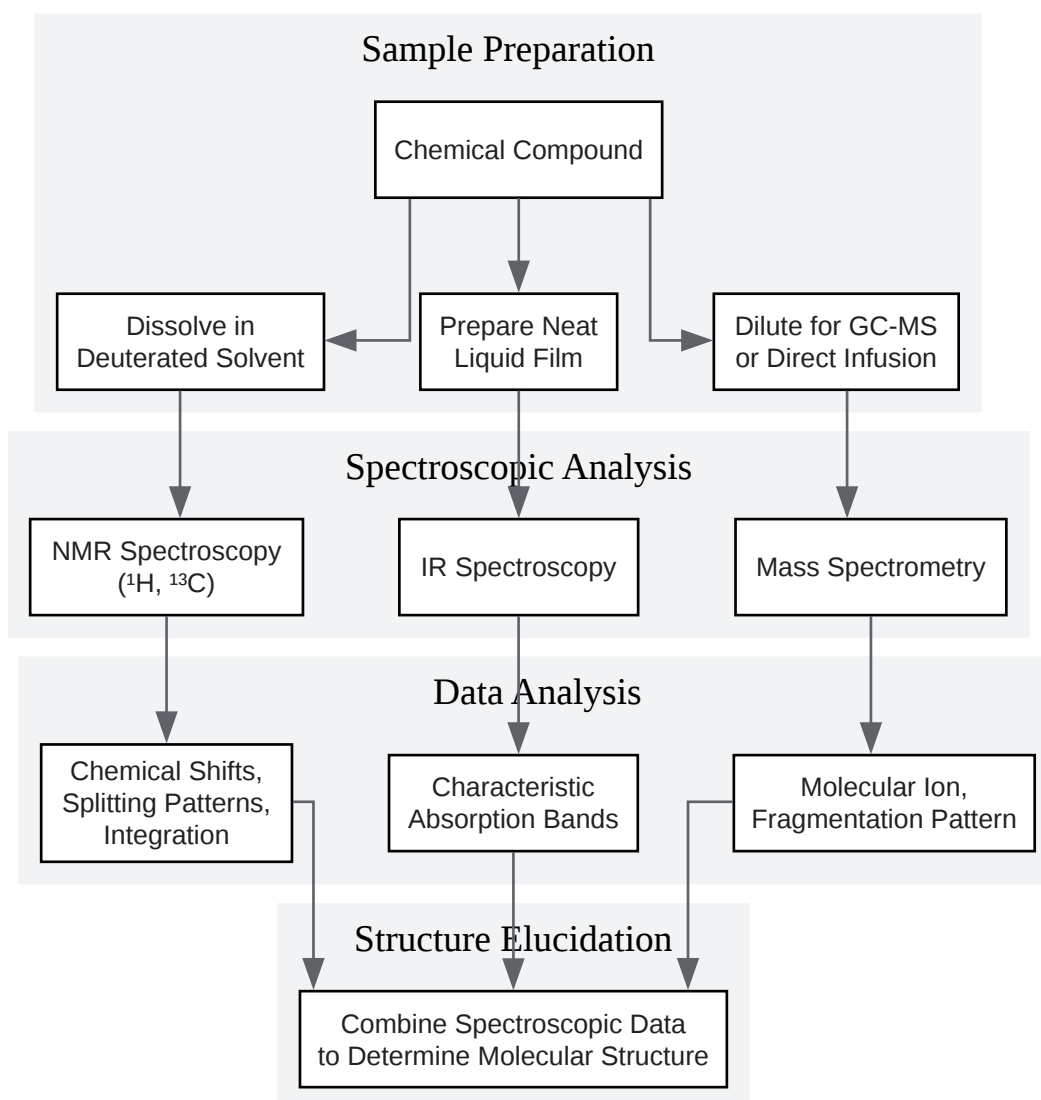 Sample Preparation
Chemical Compound
Dissolve in
Deuterated Solvent
Prepare Neat
Liquid Film
Dilute for GC-MS
or Direct Infusion
Spectroscopic Analysis
NMR Spectroscopy
(¹H, ¹³C)
IR Spectroscopy
Mass Spectrometry
Data Analysis
Chemical Shifts,
Splitting Patterns,
Integration
Characteristic
Absorption Bands
Molecular Ion,
Fragmentation Pattern
Structure Elucidation
Combine Spectroscopic Data
to Determine Molecular Structure